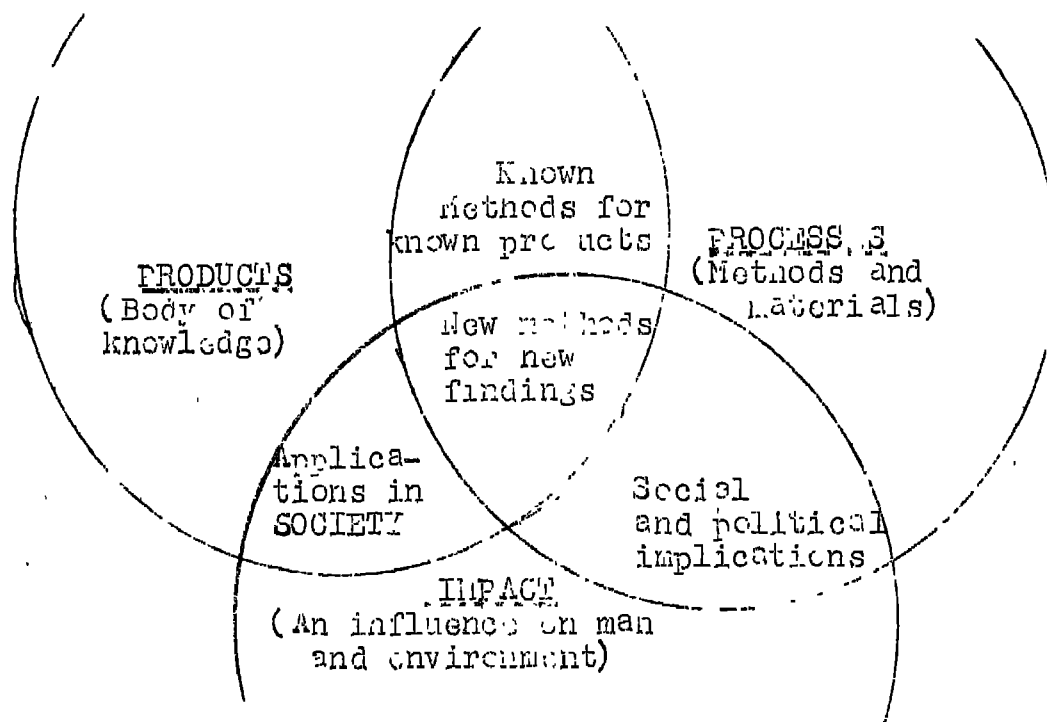 Known
Methods for
known products
PRODUCTS
(Body of
knowledge)
PROCESSES
(Methods and
materials)
New methods
for new
findings
Applica-
tions in
SOCIETY
Social
and political
implications
IMPACT
(An influence on man
and environment)